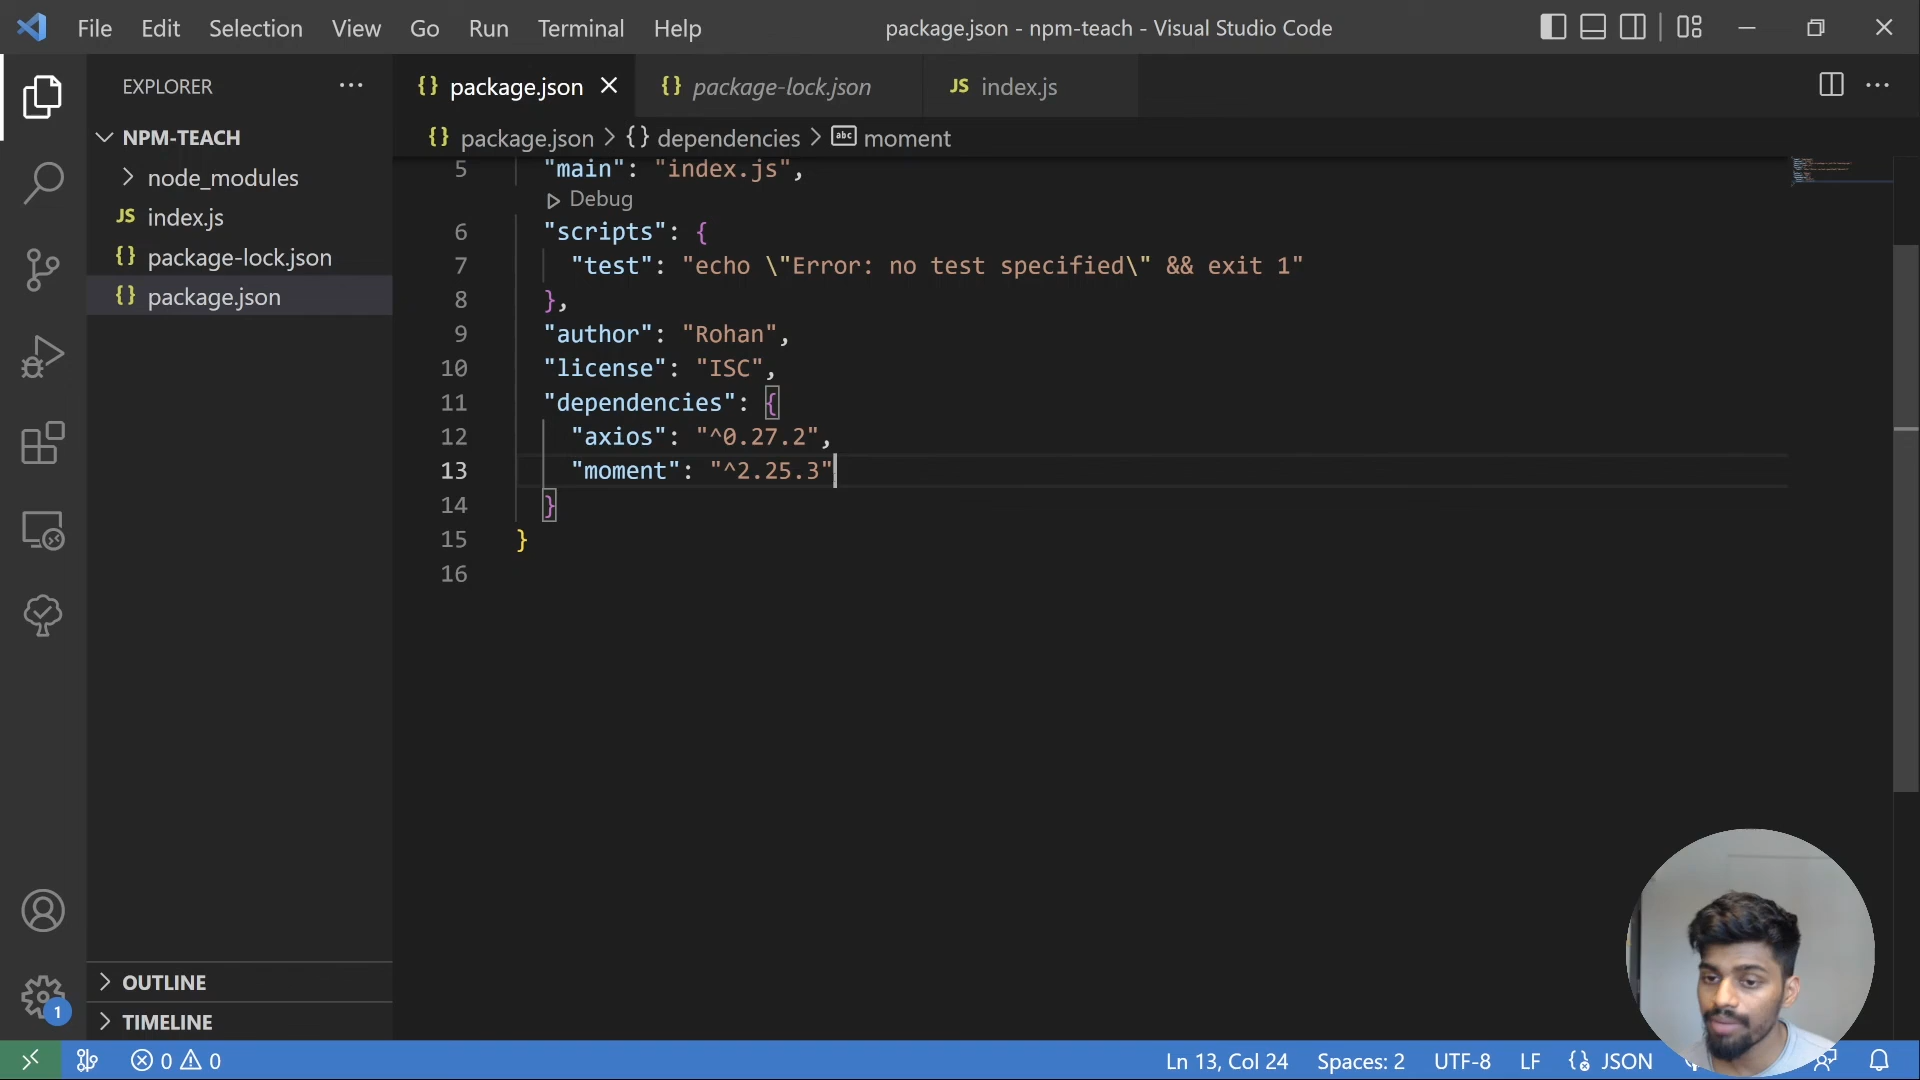 File Edit Selection View Go Run Terminal Help
package.json - npm-teach - Visual Studio Code
EXPLORER
NPM-TEACH
node_modules
JS index.js
{} package-lock.json
{} package.json
OUTLINE
TIMELINE
{} package.json
{} package-lock.json
JS index.js
{} package.json > {} dependencies > abc moment
5 "main": "index.js",
Debug
6 "scripts": {
7 "test": "echo \"Error: no test specified\" && exit 1"
8 },
9 "author": "Rohan",
10 "license": "ISC",
11 "dependencies": {
12 "axios": "^0.27.2",
13 "moment": "^2.25.3"
14 }
15 }
16
1
0 0
Ln 13, Col 24 Spaces: 2 UTF-8 LF {} JSON